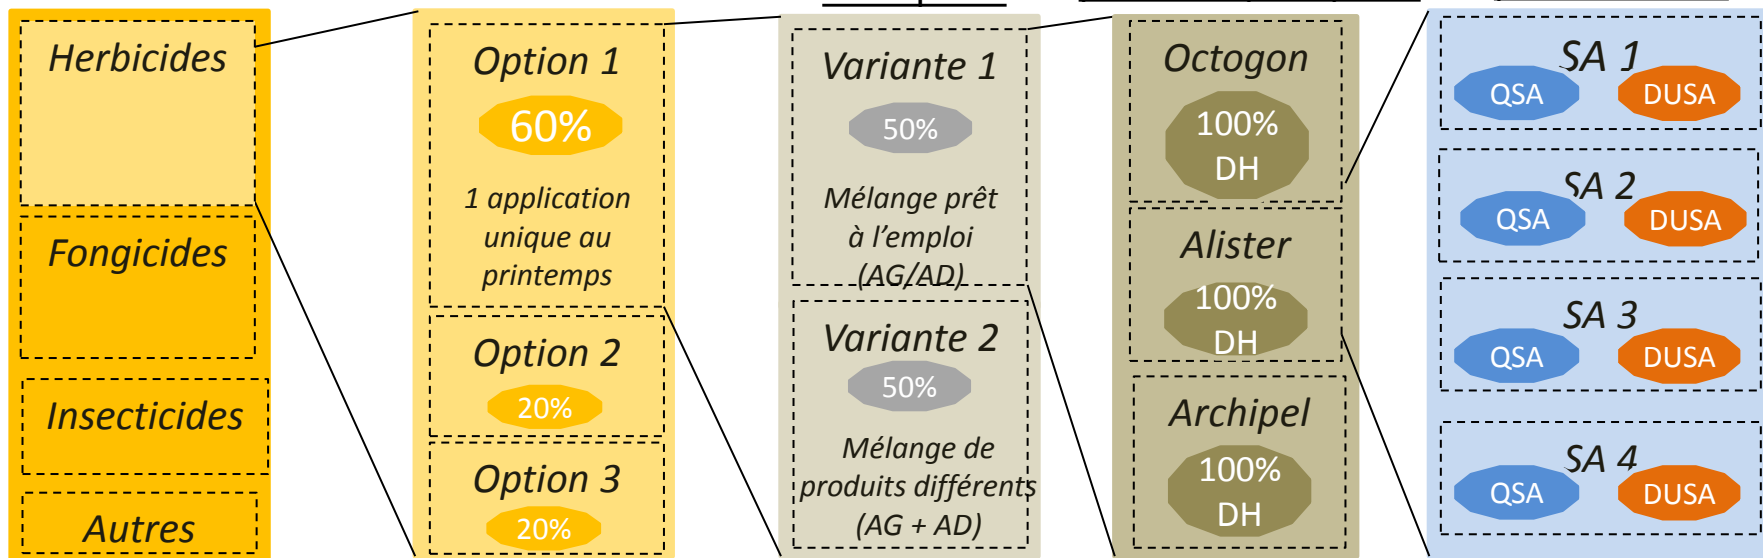 Herbicides
Fongicides
Insecticides
Autres
Option 1
60%
1 application
unique au
printemps
Option 2
20%
Option 3
20%
Variante 1
50%
Mélange prêt
à l'emploi
(AG/AD)
Variante 2
50%
Mélange de
produits différents
(AG + AD)
Octogon
100%
DH
Alister
100%
DH
Archipel
100%
DH
SA 1
QSA DUSA
SA 2
QSA DUSA
SA 3
QSA DUSA
SA 4
QSA DUSA